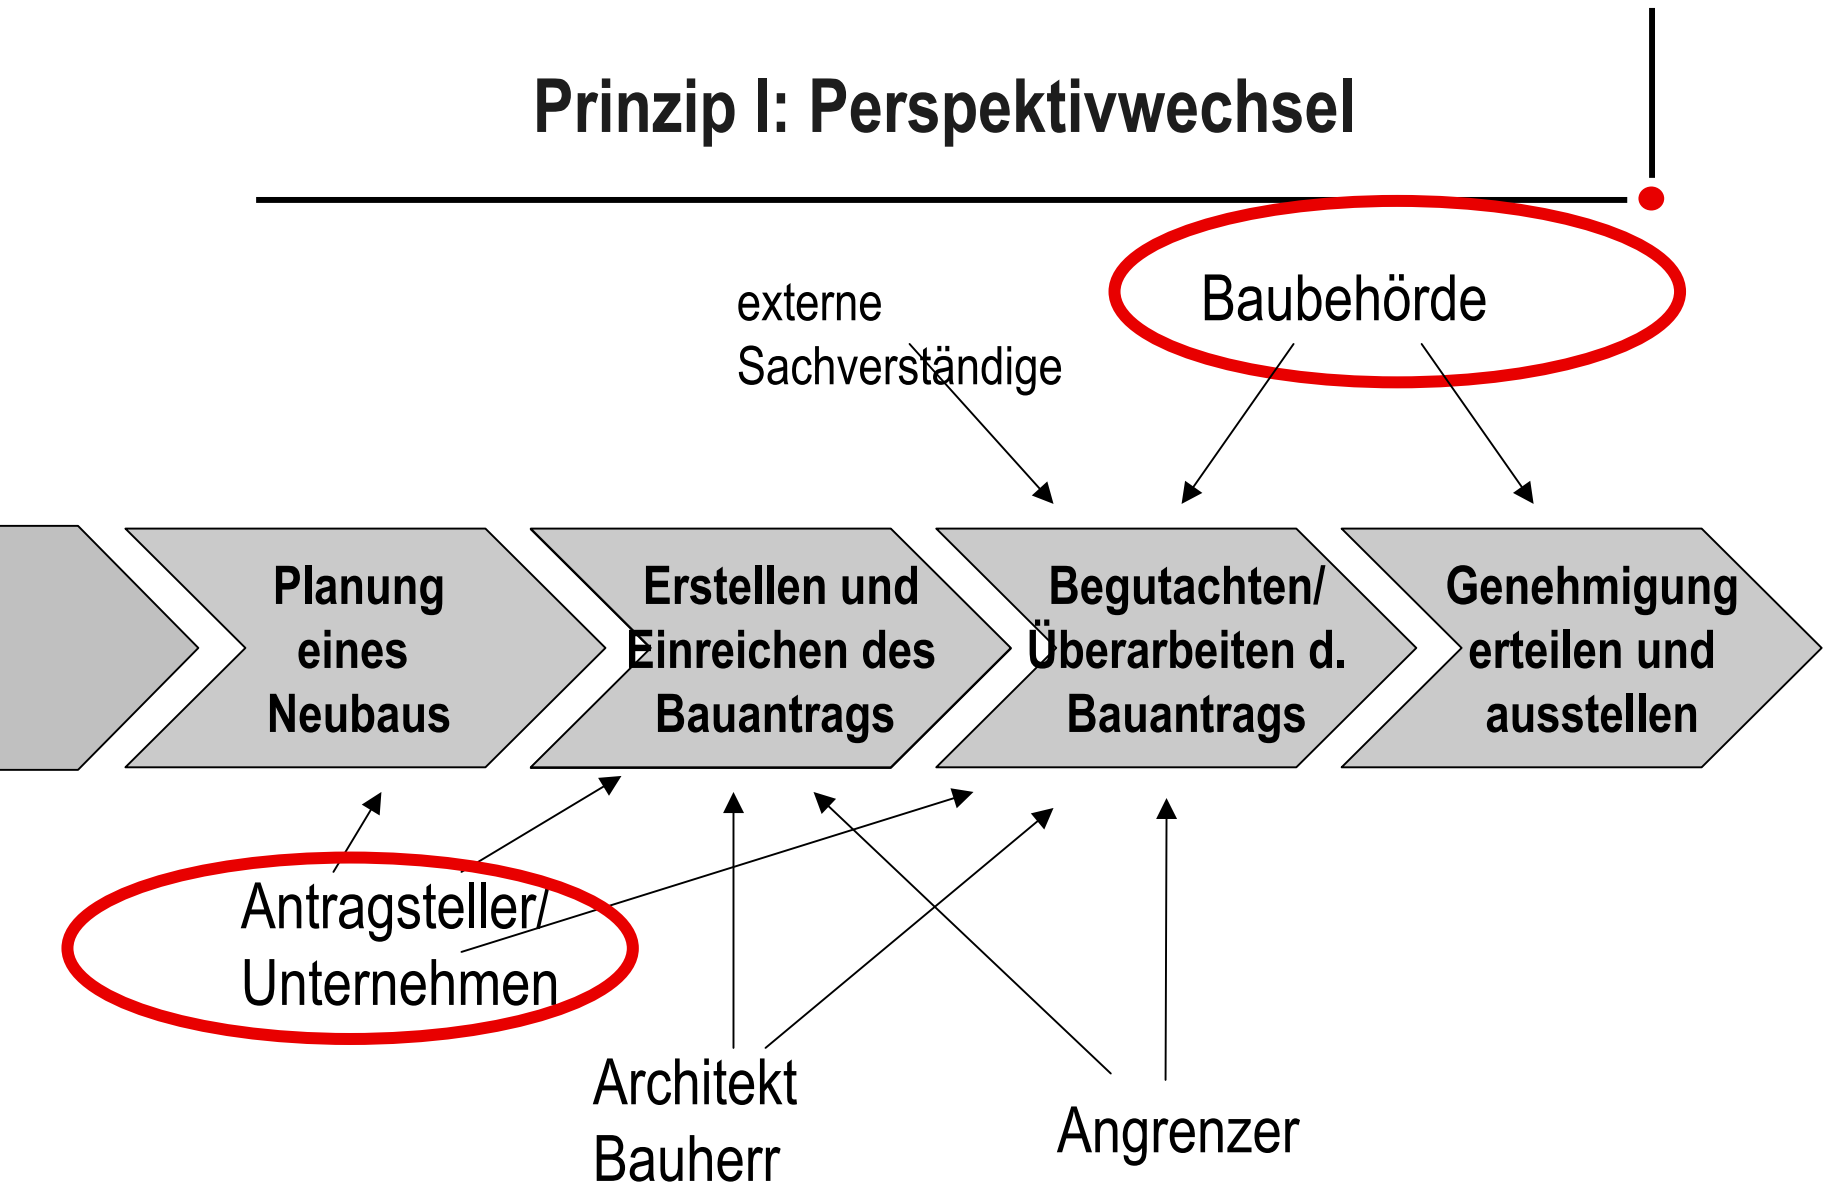 Prinzip I: Perspektivwechsel
externe
Sachverständige
Baubehörde
Planung
eines
Neubaus
Erstellen und
Einreichen des
Bauantrags
Begutachten/
Überarbeiten d.
Bauantrags
Genehmigung
erteilen und
ausstellen
Antragsteller/
Unternehmen
Architekt
Bauherr
Angrenzer